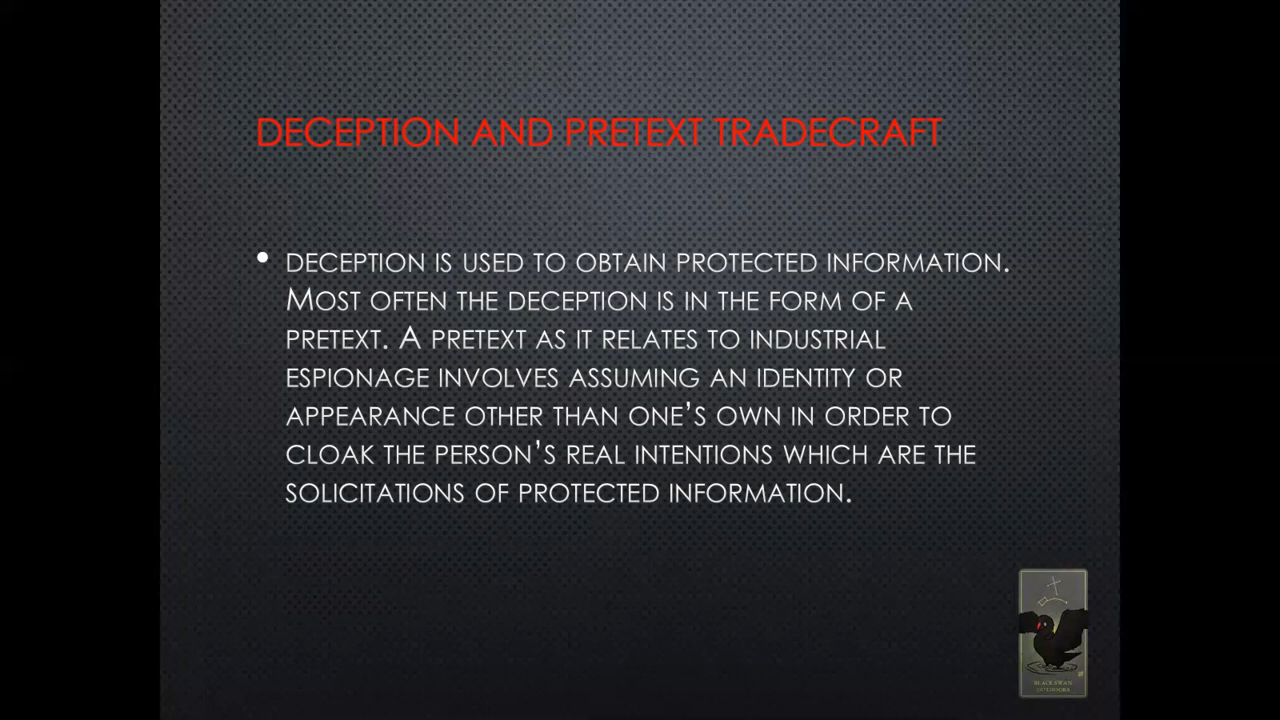 DECEPTION AND PRETEXT TRADECRAFT
• DECEPTION IS USED TO OBTAIN PROTECTED INFORMATION.
MOST OFTEN THE DECEPTION IS IN THE FORM OF A
PRETEXT. A PRETEXT AS IT RELATES TO INDUSTRIAL
ESPIONAGE INVOLVES ASSUMING AN IDENTITY OR
APPEARANCE OTHER THAN ONE’S OWN IN ORDER TO
CLOAK THE PERSON’S REAL INTENTIONS WHICH ARE THE
SOLICITATIONS OF PROTECTED INFORMATION.
BLACK SWAN